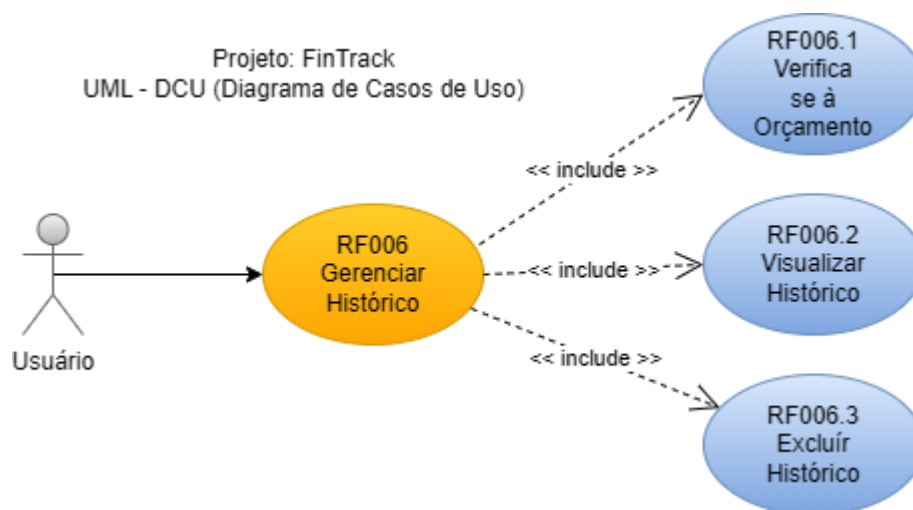 Projeto: FinTrack
UML - DCU (Diagrama de Casos de Uso)
RF006.1
Verifica
se à
Orçamento
<< include >>
RF006
Gerenciar
Histórico
<< include >>
RF006.2
Visualizar
Histórico
Usuário
<< include >>
RF006.3
Excluír
Histórico